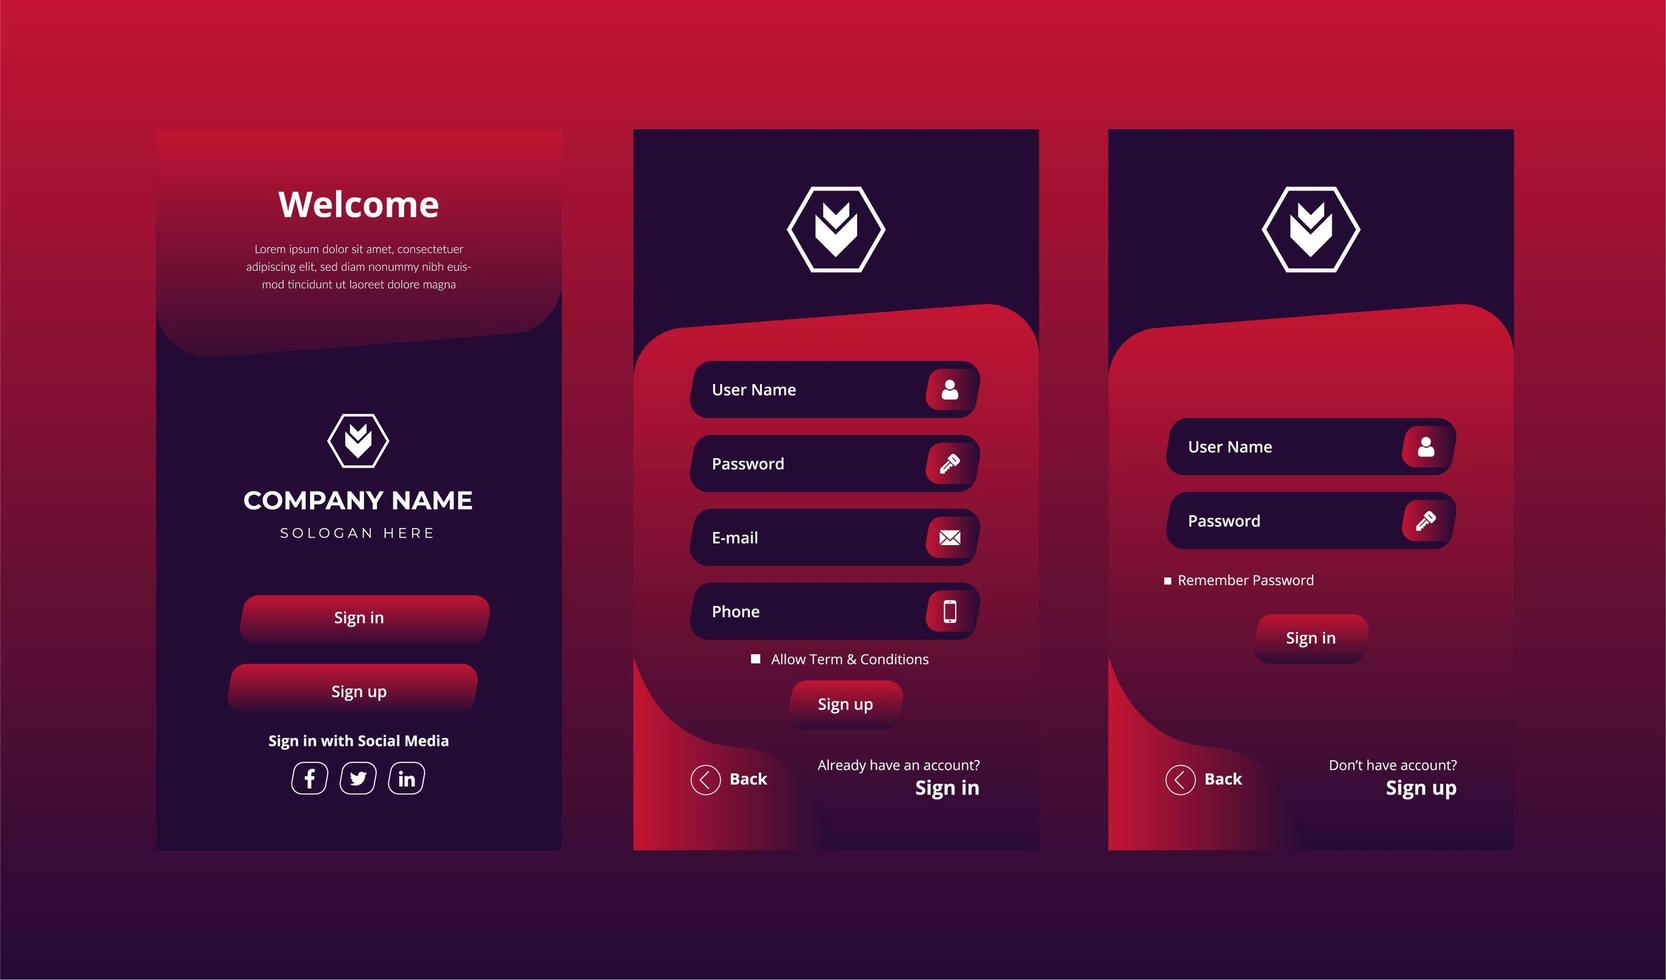 Welcome
Lorem ipsum dolor sit amet, consectetuer
adipiscing elit, sed diam nonummy nibh euis-
mod tincidunt ut laoreet dolore magna
COMPANY NAME
SOLOGAN HERE
Sign in
Sign up
Sign in with Social Media
f
in
User Name
Password
E-mail
Phone
Allow Term & Conditions
Sign up
Back
Already have an account?
Sign in
User Name
Password
Remember Password
Sign in
Back
Don’t have account?
Sign up